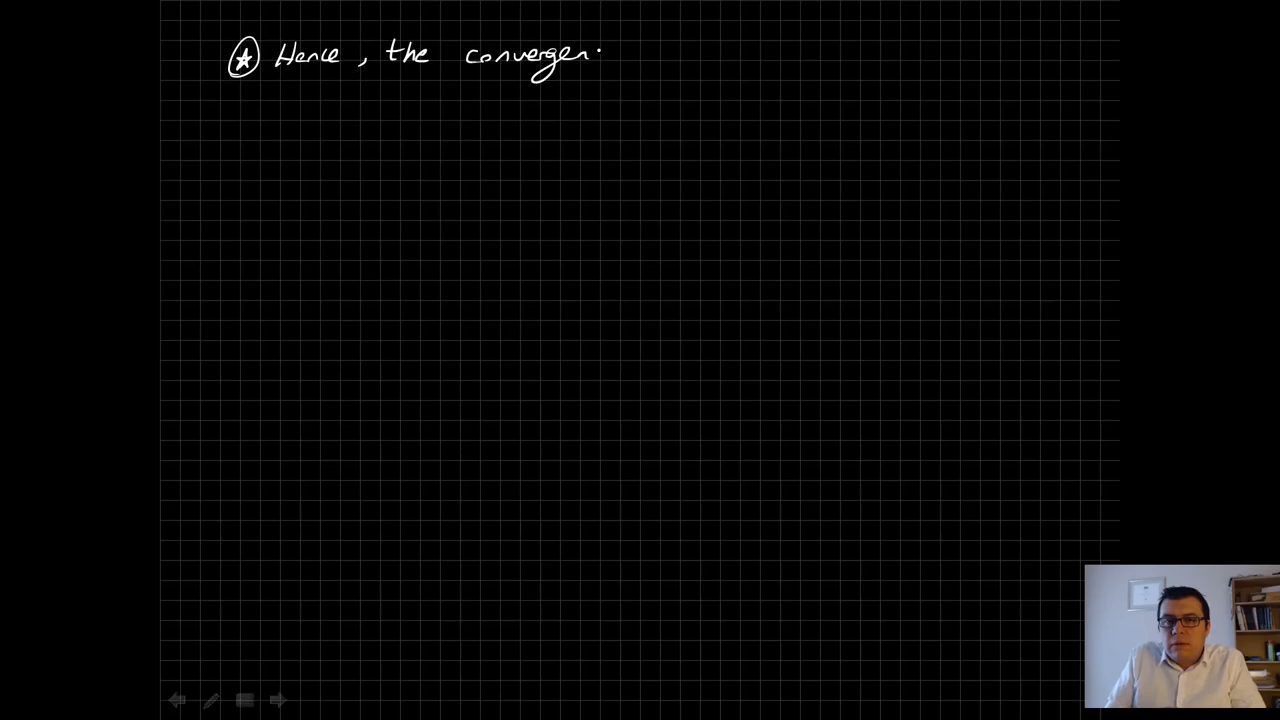 ★ Hence, the convergen